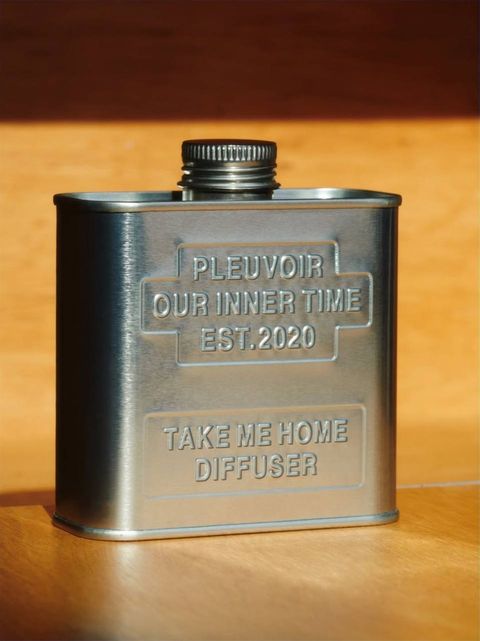 PLEUVOIR
OUR INNER TIME
EST.2020
TAKE ME HOME
DIFFUSER